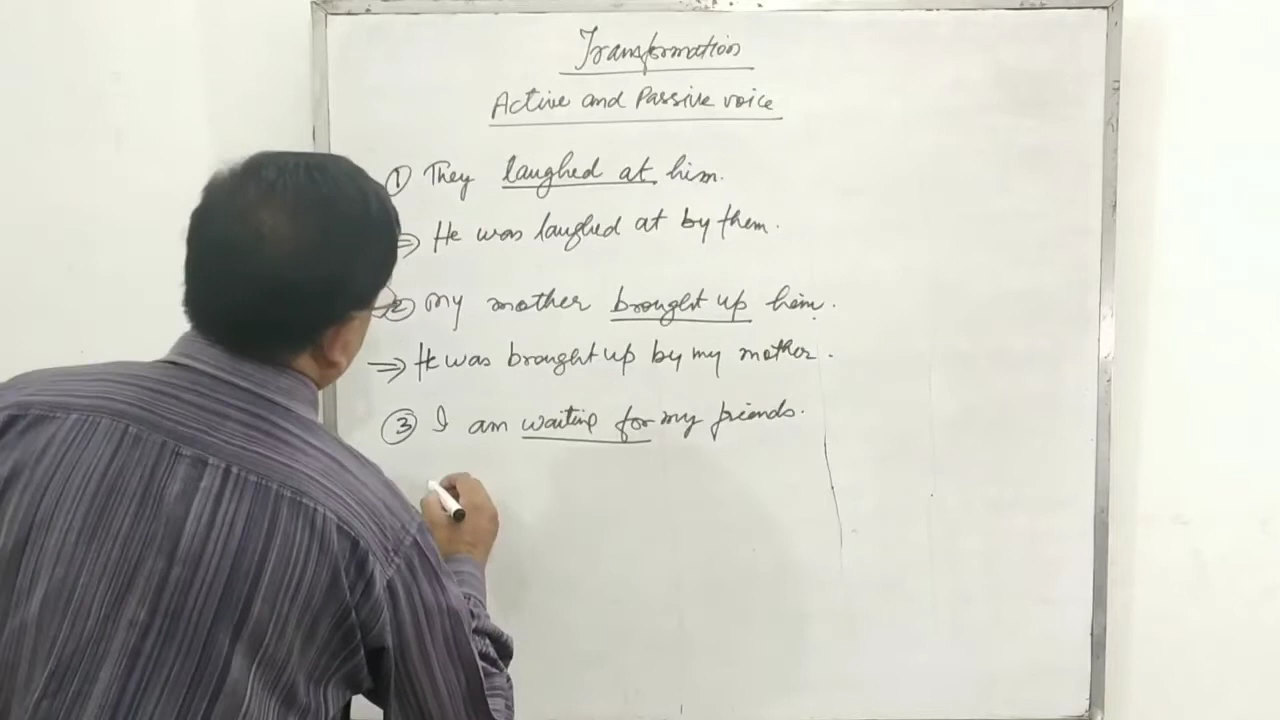 Transformation
Active and Passive voice
① They laughed at him.
⇒ He was laughed at by them.
② My mother brought up him.
⇒ He was brought up by my mother.
③ I am waiting for my friends.